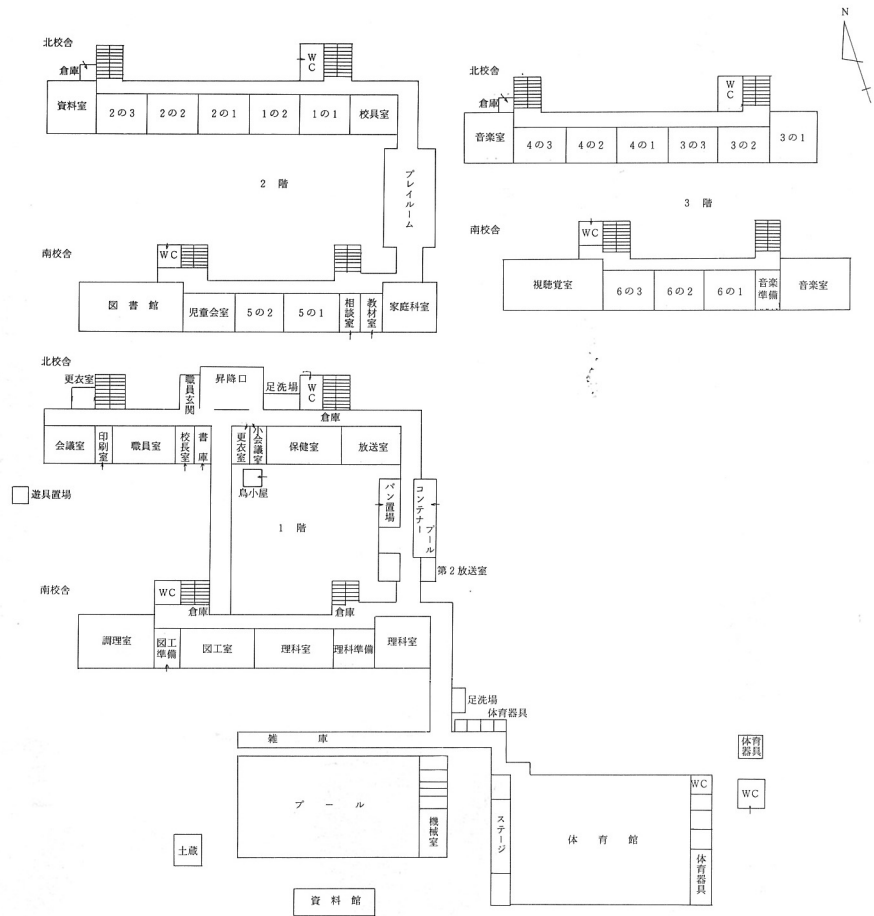 N
北校舎
WC
倉庫
資料室
2の3
2の2
2の1
1の2
1の1
校具室
2階
プレイルーム
南校舎
WC
図書館
児童会室
5の2
5の1
相談室
教材室
家庭科室
北校舎
WC
倉庫
音楽室
4の3
4の2
4の1
3の3
3の2
3の1
3階
南校舎
WC
視聴覚室
6の3
6の2
6の1
音楽準備
音楽室
北校舎
更衣室
職員玄関
昇降口
足洗場
WC
倉庫
会議室
印刷室
職員室
校長室
書庫
更衣室
小会議室
保健室
放送室
鳥小屋
遊具置場
1階
パン置場
コンテナープール
第2放送室
南校舎
WC
倉庫
倉庫
調理室
図工準備
図工室
理科室
理科準備
理科室
足洗場
体育器具
雑庫
プール
機械室
ステージ
体育館
WC
体育器具
体育器具
WC
土蔵
資料館